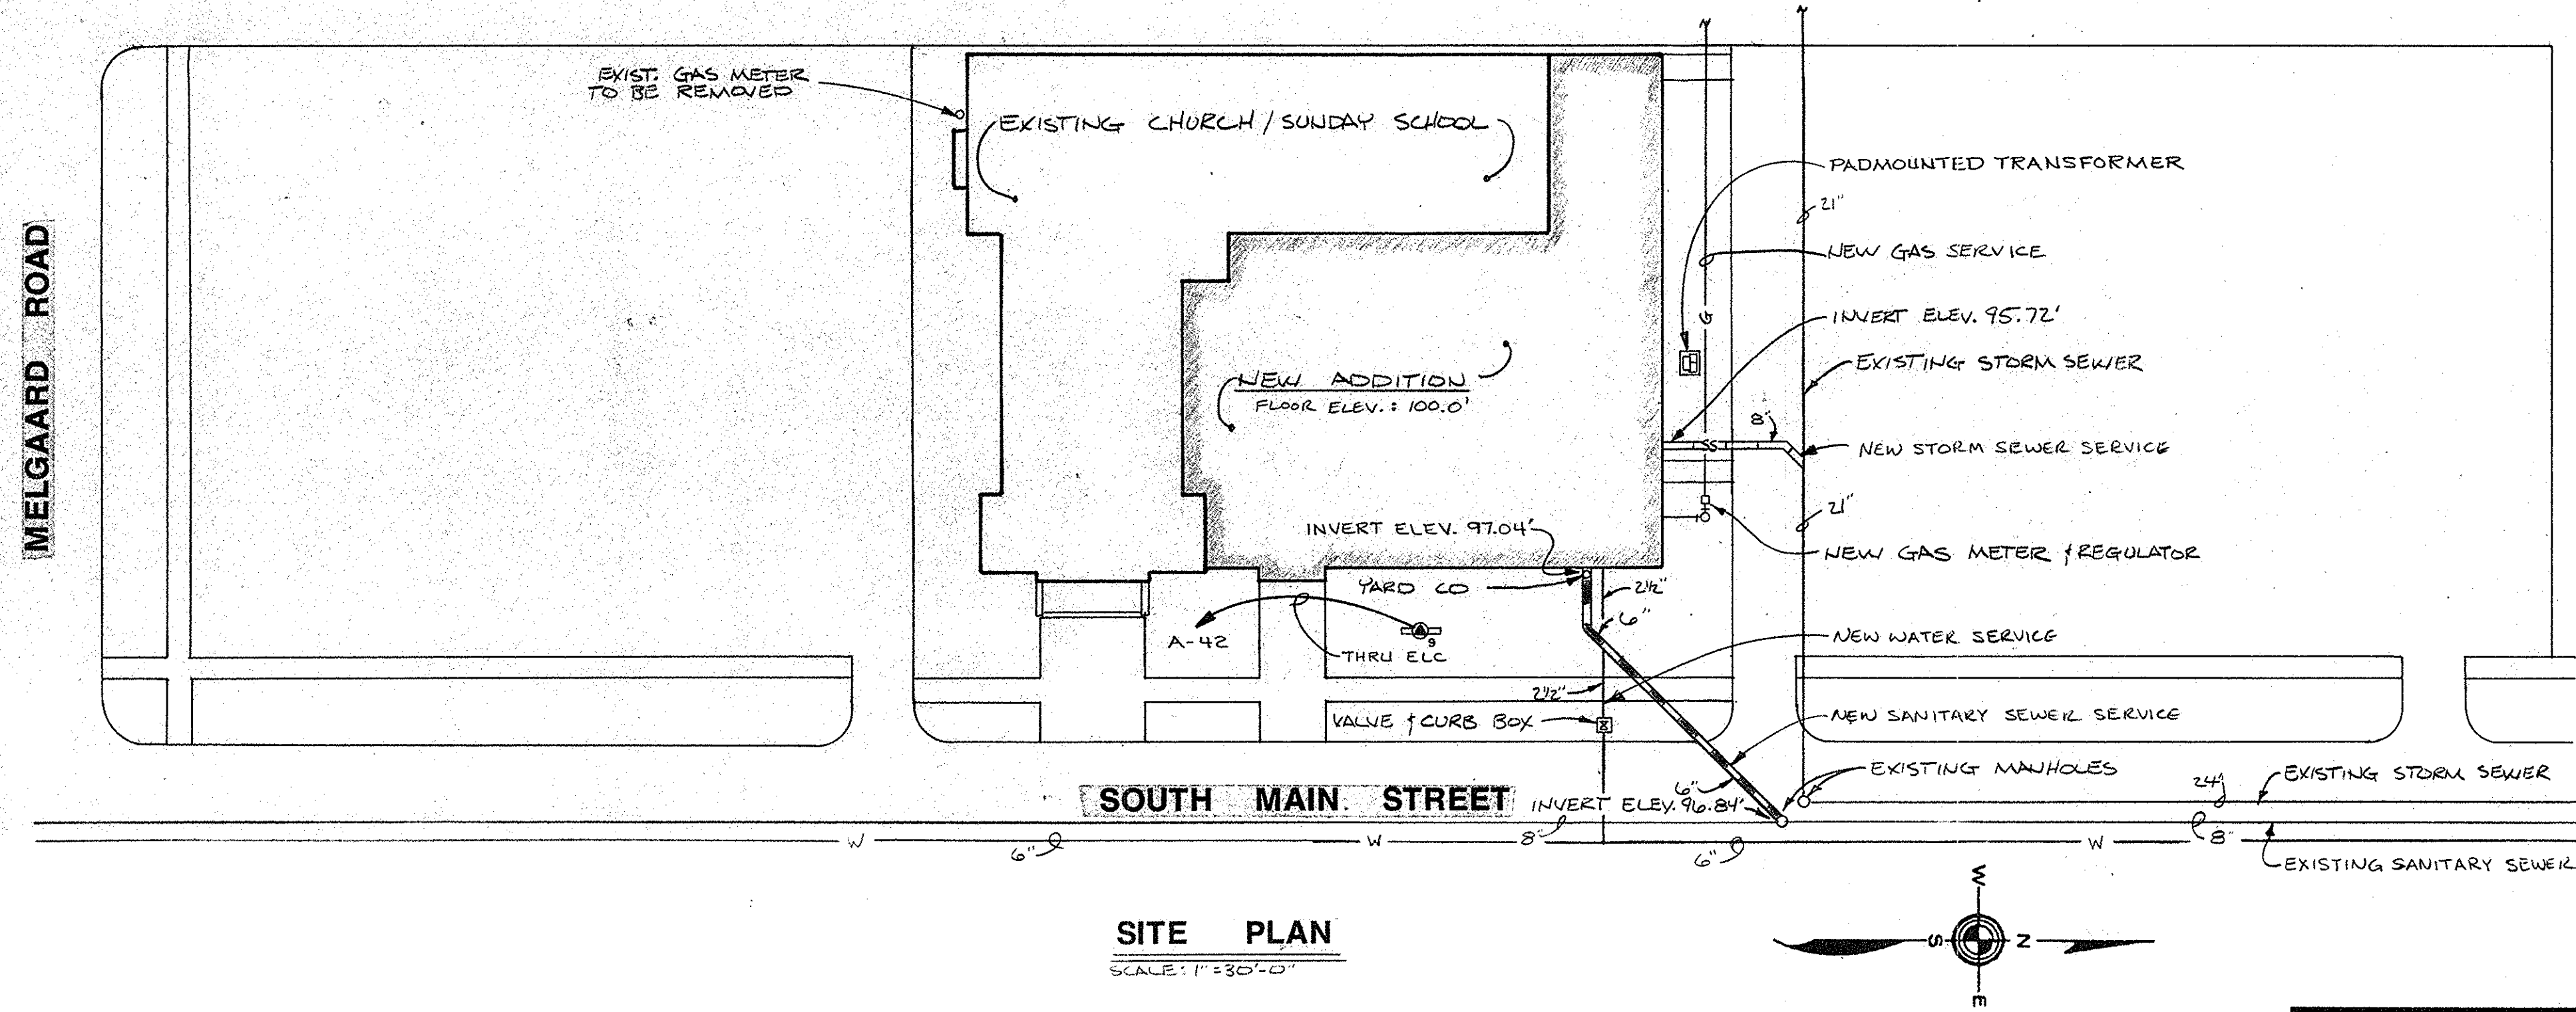 EXIST. GAS METER
TO BE REMOVED
EXISTING CHURCH / SUNDAY SCHOOL
PADMOUNTED TRANSFORMER
21"
NEW GAS SERVICE
G
INVERT ELEV. 95.72'
EXISTING STORM SEWER
8"
SS
NEW STORM SEWER SERVICE
21"
NEW GAS METER & REGULATOR
MELGAARD ROAD
NEW ADDITION
FLOOR ELEV.: 100.0'
INVERT ELEV. 97.04'
YARD CO
2½"
6"
A-42
9
THRU ELC
NEW WATER SERVICE
2½"
VALVE & CURB BOX
NEW SANITARY SEWER SERVICE
EXISTING MANHOLES
6"
24"
EXISTING STORM SEWER
SOUTH MAIN STREET
INVERT ELEV. 96.84'
W
6"
W
8"
6"
W
8"
EXISTING SANITARY SEWER
SITE PLAN
SCALE: 1"=30'-0"
W
S
N
E